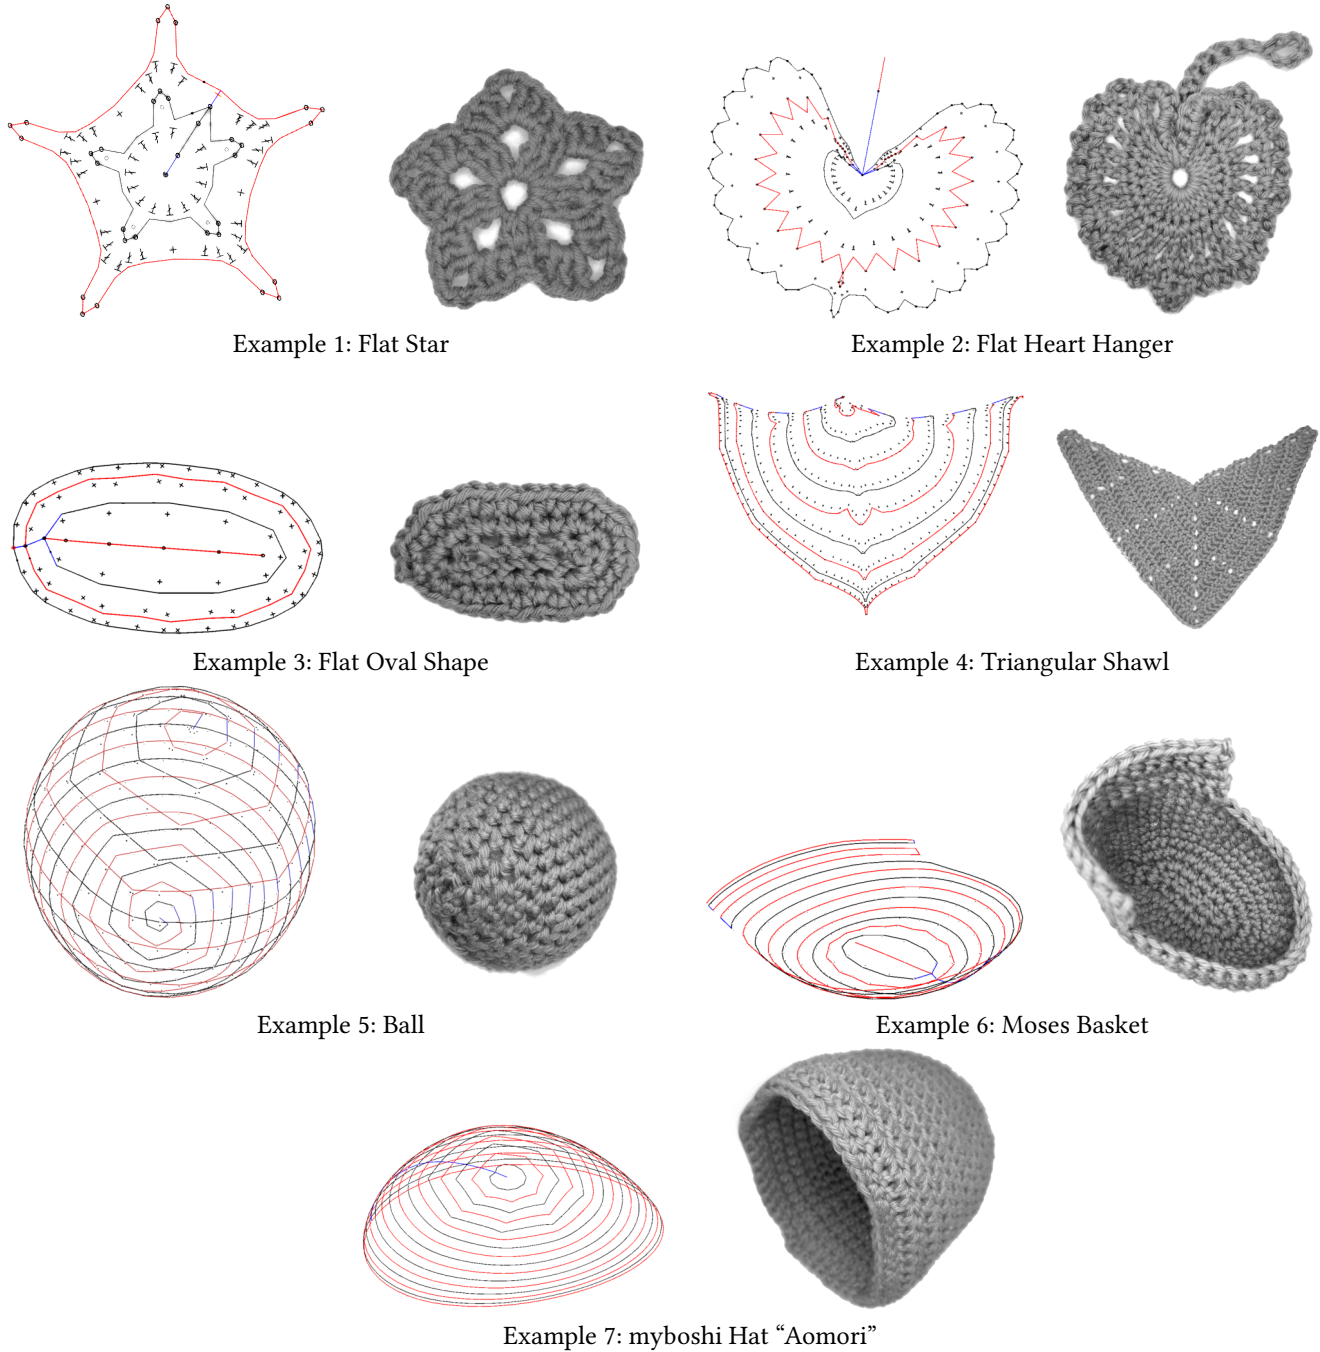 Example 1: Flat Star
Example 2: Flat Heart Hanger
Example 3: Flat Oval Shape
Example 4: Triangular Shawl
Example 5: Ball
Example 6: Moses Basket
Example 7: myboshi Hat “Aomori”